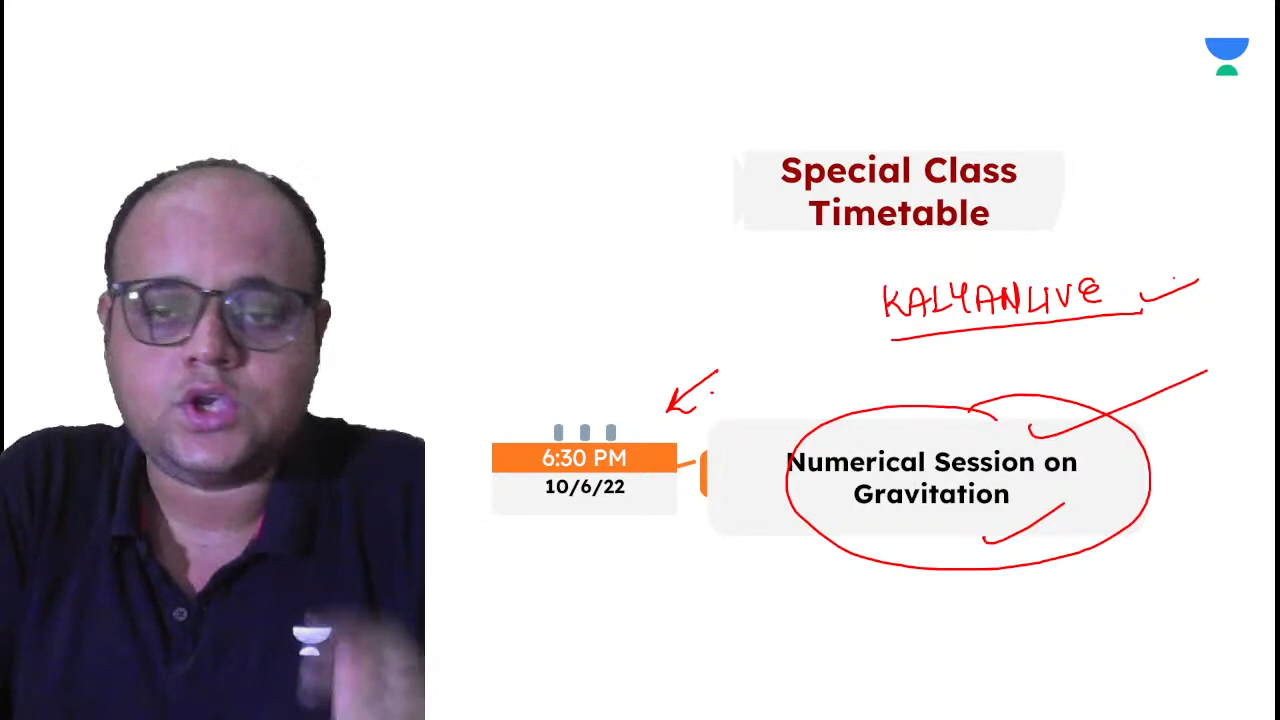 Special Class
Timetable
KALYANLIVE
6:30 PM
10/6/22
Numerical Session on
Gravitation